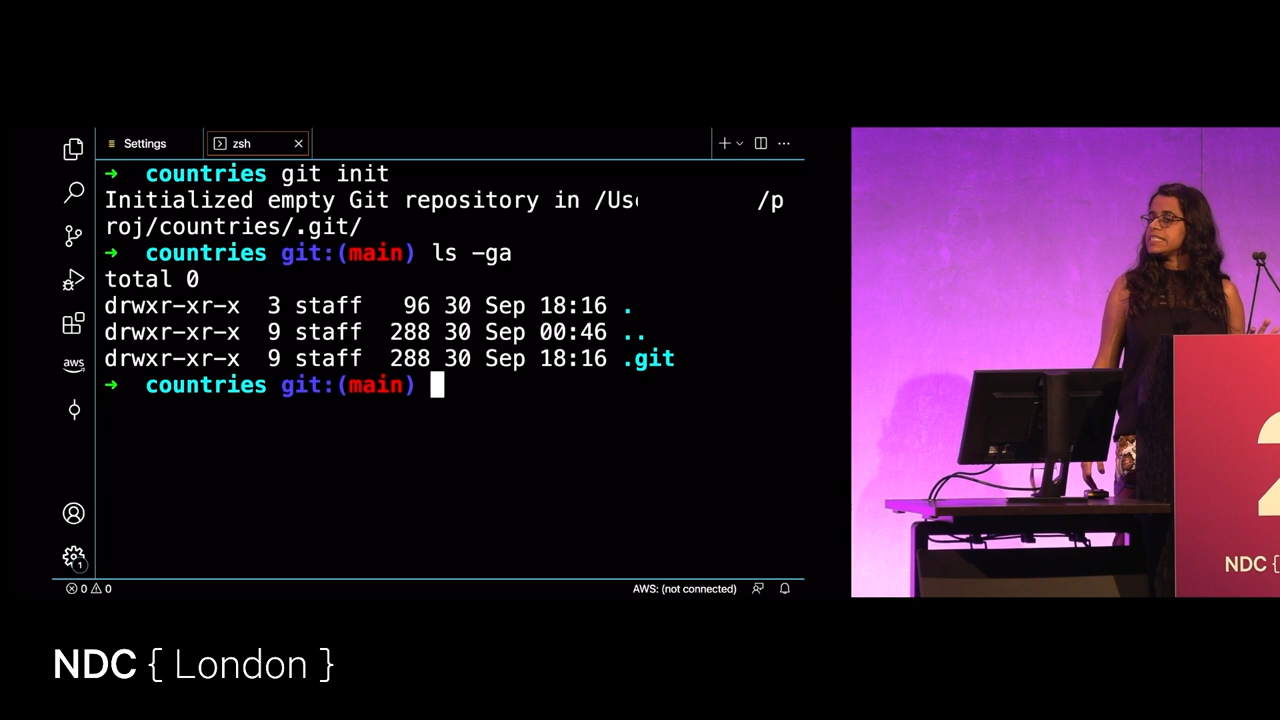 Settings
zsh
➜ countries git init
Initialized empty Git repository in /Us /p
roj/countries/.git/
➜ countries git:(main) ls -ga
total 0
drwxr-xr-x 3 staff 96 30 Sep 18:16 .
drwxr-xr-x 9 staff 288 30 Sep 00:46 ..
drwxr-xr-x 9 staff 288 30 Sep 18:16 .git
➜ countries git:(main)
aws
1
0 0
AWS: (not connected)
2
NDC {
NDC { London }